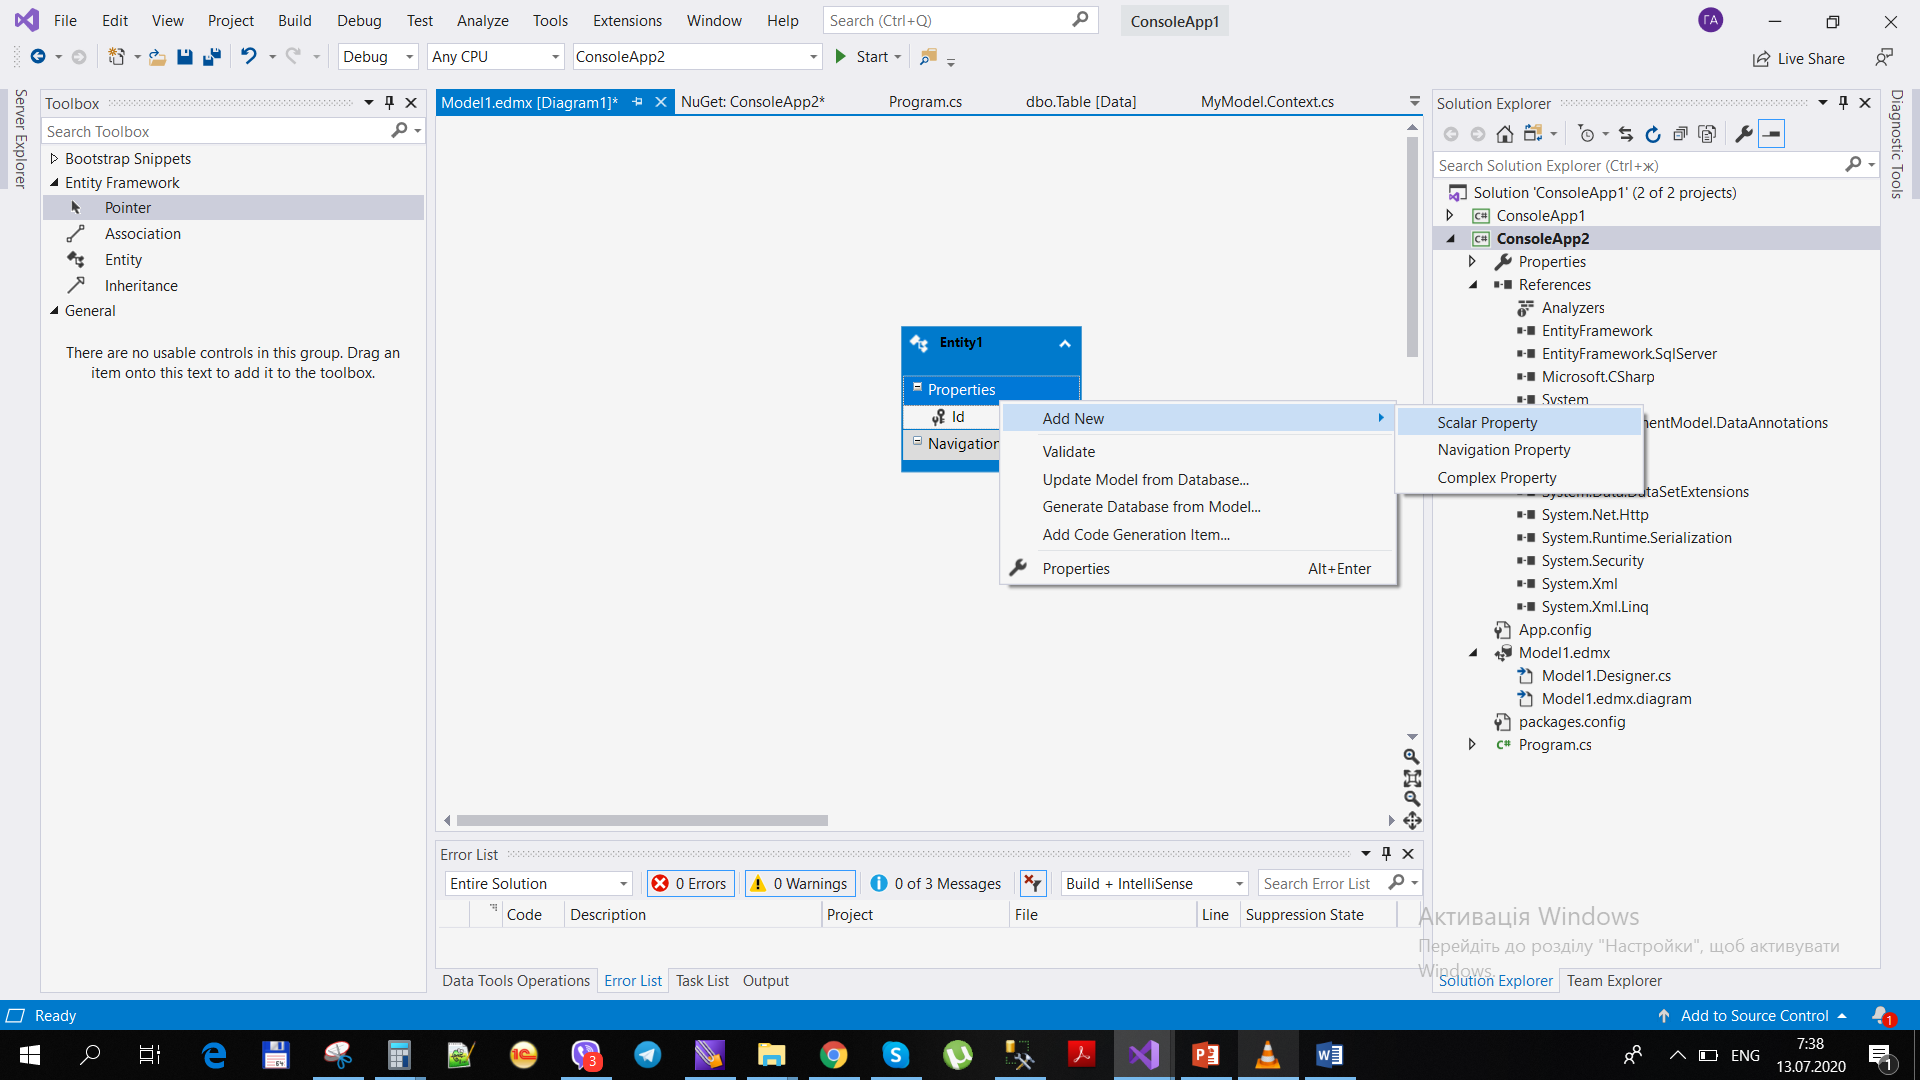 File Edit View Project Build Debug Test Analyze Tools Extensions Window Help Search (Ctrl+Q) ConsoleApp1 ГА
Debug Any CPU ConsoleApp2 Start Live Share
Server Explorer
Toolbox
Search Toolbox
Bootstrap Snippets
Entity Framework
Pointer
Association
Entity
Inheritance
General
There are no usable controls in this group. Drag an
item onto this text to add it to the toolbox.
Model1.edmx [Diagram1]* NuGet: ConsoleApp2* Program.cs dbo.Table [Data] MyModel.Context.cs
Entity1
Properties
Id
Navigation
Add New
Validate
Update Model from Database...
Generate Database from Model...
Add Code Generation Item...
Properties Alt+Enter
Scalar Property
Navigation Property
Complex Property
Solution Explorer
Search Solution Explorer (Ctrl+ж)
Solution 'ConsoleApp1' (2 of 2 projects)
C# ConsoleApp1
C# ConsoleApp2
Properties
References
Analyzers
EntityFramework
EntityFramework.SqlServer
Microsoft.CSharp
System
nentModel.DataAnnotations
System.Data.DataSetExtensions
System.Net.Http
System.Runtime.Serialization
System.Security
System.Xml
System.Xml.Linq
App.config
Model1.edmx
Model1.Designer.cs
Model1.edmx.diagram
packages.config
C# Program.cs
Diagnostic Tools
Error List
Entire Solution 0 Errors 0 Warnings 0 of 3 Messages Build + IntelliSense Search Error List
Code Description Project File Line Suppression State
Активація Windows
Перейдіть до розділу "Настройки", щоб активувати
Windows.
Data Tools Operations Error List Task List Output
Solution Explorer Team Explorer
Ready Add to Source Control 1
64 1С 3 ENG 7:38
13.07.2020 1